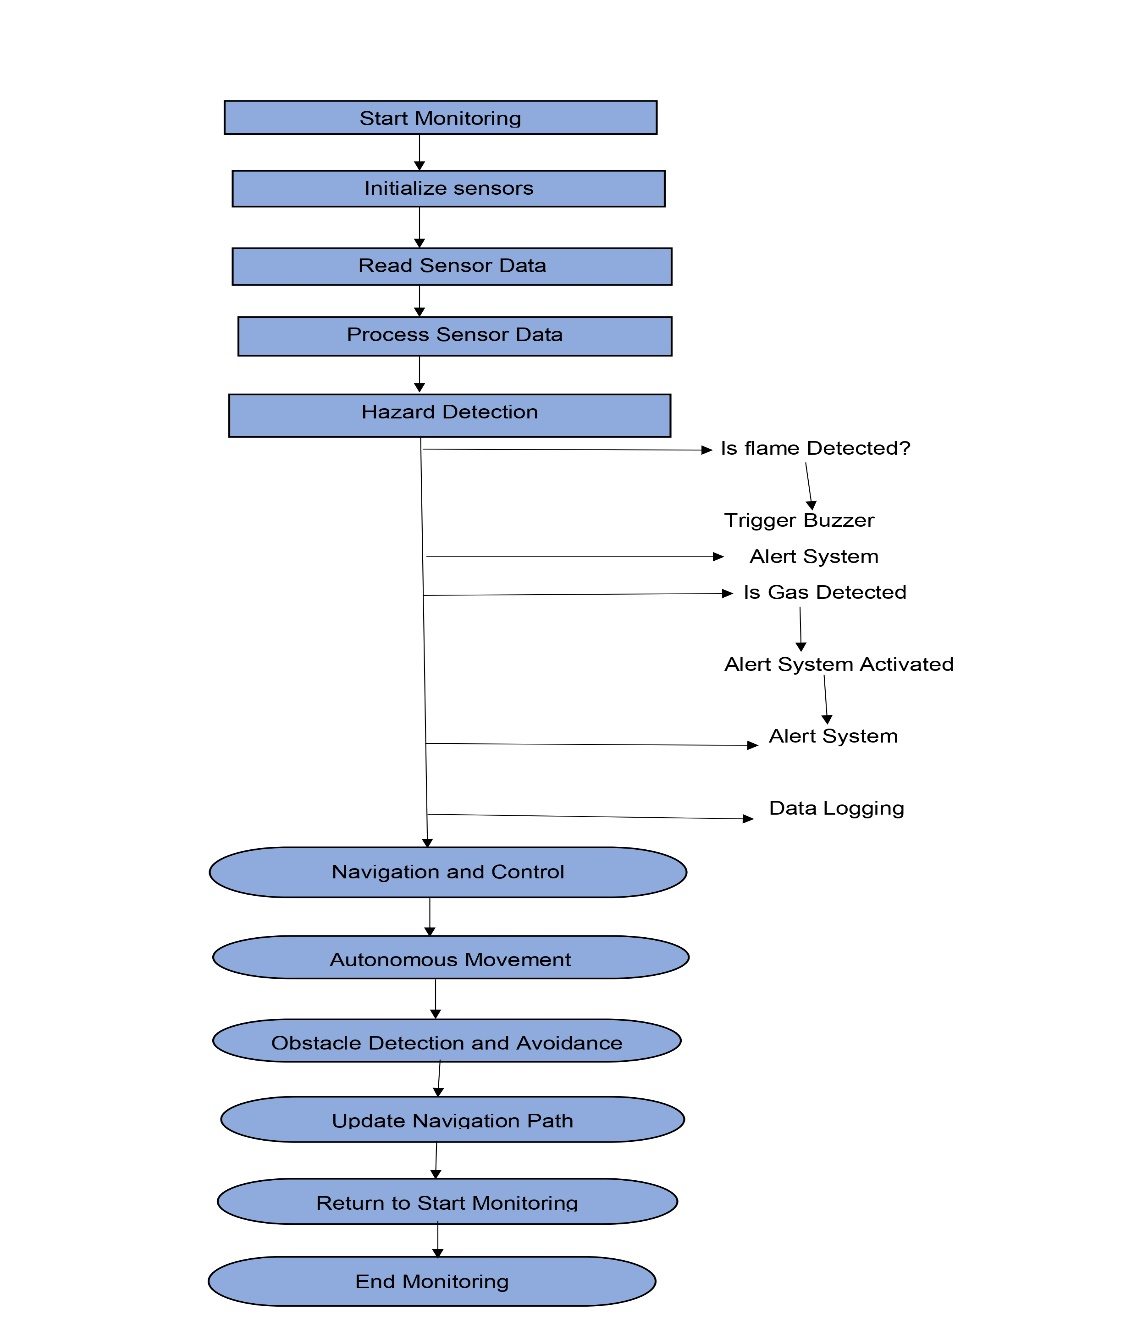 Start Monitoring
Initialize sensors
Read Sensor Data
Process Sensor Data
Hazard Detection
Is flame Detected?
Trigger Buzzer
Alert System
Is Gas Detected
Alert System Activated
Alert System
Data Logging
Navigation and Control
Autonomous Movement
Obstacle Detection and Avoidance
Update Navigation Path
Return to Start Monitoring
End Monitoring